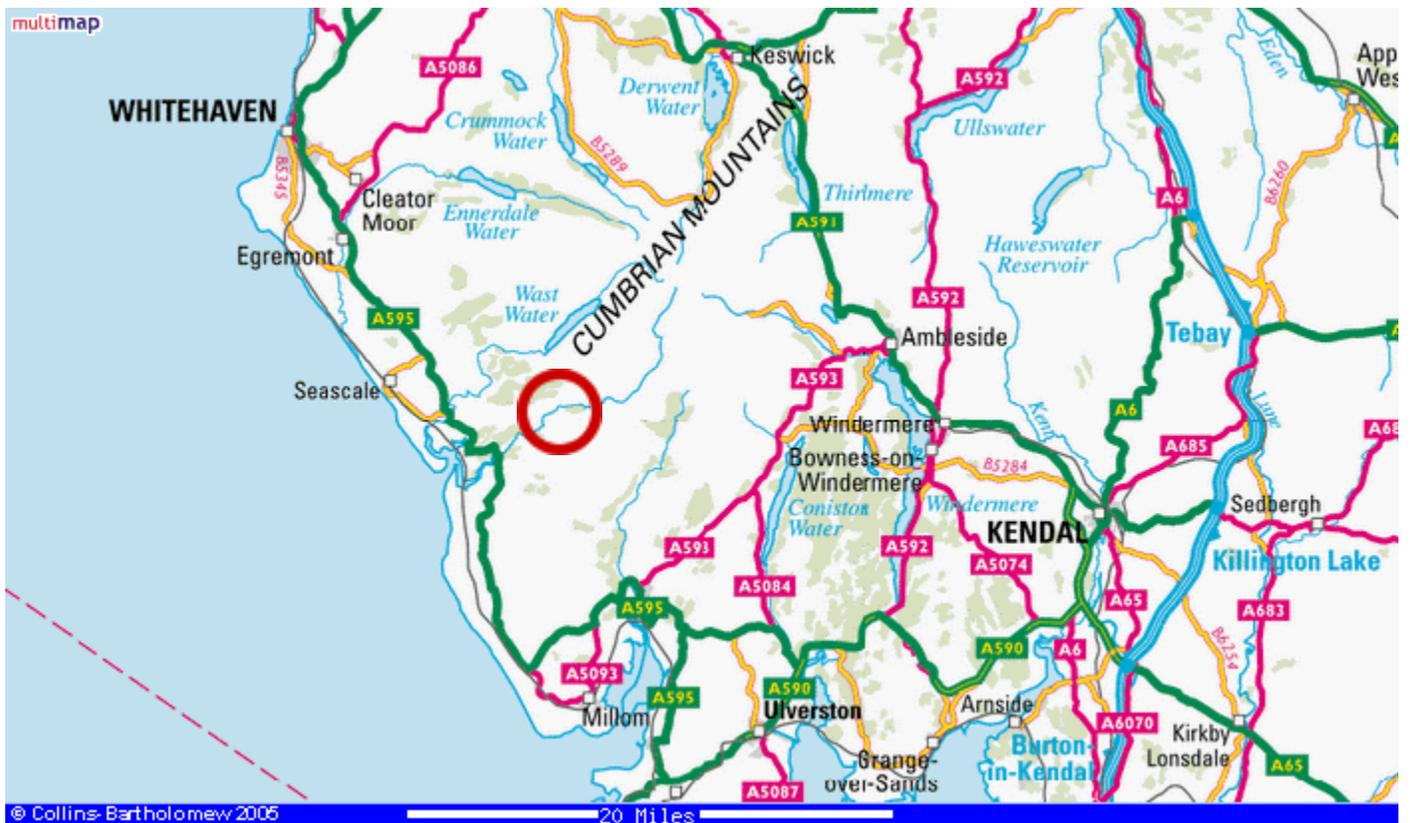 multimap
Keswick
App
Wes
Eden
A5086
Derwent
Water
A592
WHITEHAVEN
Crummock
Water
Ullswater
B5289
B5345
B6260
CUMBRIAN MOUNTAINS
Cleator
Moor
Thirlmere
A6
Ennerdale
Water
A591
Egremont
Haweswater
Reservoir
Wast
Water
A592
A595
Tebay
Ambleside
Seascale
A593
A6
Kent
Lune
Windermere
A685
A68
Bowness-on-
Windermere
B5284
Coniston
Water
Windermere
Sedbergh
KENDAL
A593
A592
A5074
Killington Lake
A5084
A595
A65
A683
A590
A6
B6254
A5093
A595
A590
Millom
Ulverston
Arnside
A6070
Kirkby
Lonsdale
Burton-
in-Kendal
Grange-
over-Sands
A65
A5087
© Collins-Bartholomew 2005
20 Miles